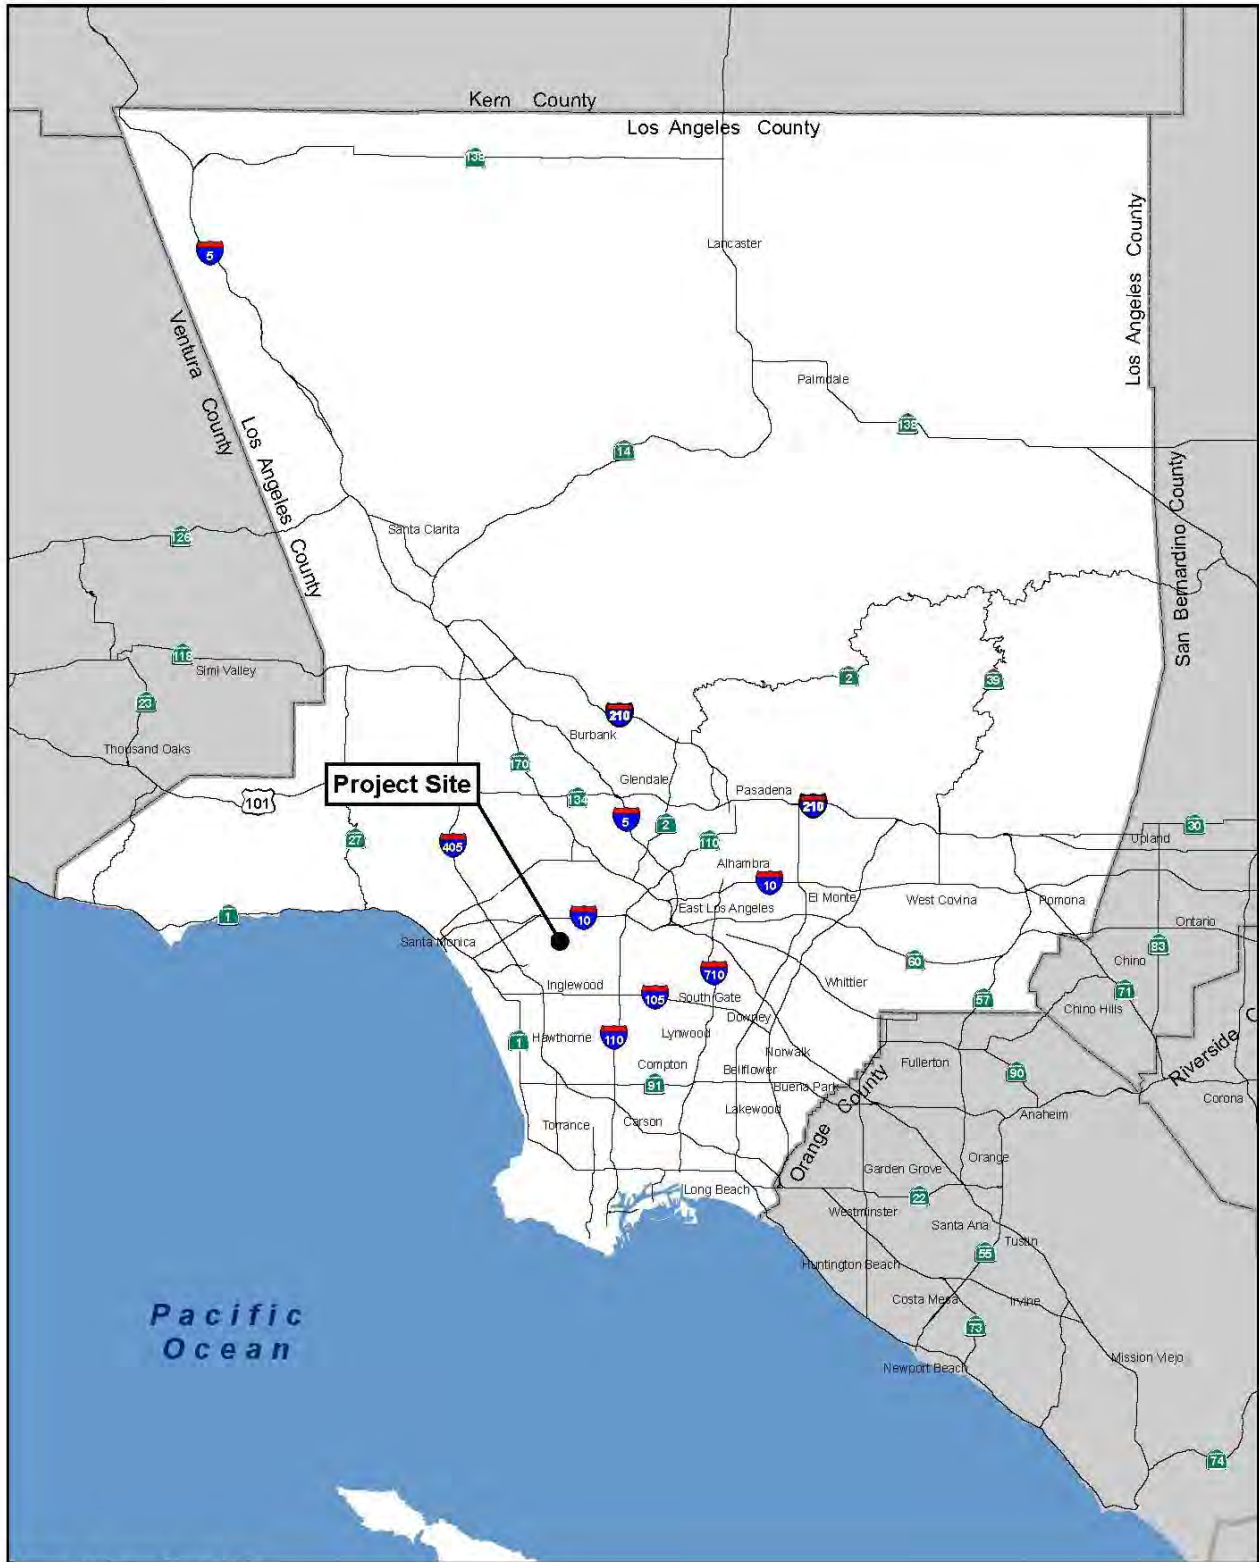 Kern County
Los Angeles County
138
Lancaster
5
Los Angeles County
Ventura County
Palmdale
138
Los Angeles County
14
San Bernardino County
Santa Clarita
126
118
Simi Valley
2
39
23
210
Burbank
Thousand Oaks
170
Glendale
Project Site
134
Pasadena
101
210
5
2
30
27
405
110
Upland
Alhambra
10
El Monte
West Covina
Pomona
East Los Angeles
1
10
Ontario
Santa Monica
83
60
Chino
710
Whittier
Inglewood
71
105
South Gate
57
Chino Hills
Downey
1
Hawthorne
110
Lynwood
Norwalk
Riverside C
Compton
Bellflower
Fullerton
90
91
Buena Park
Orange County
Corona
Lakewood
Anaheim
Torrance
Carson
Orange
Garden Grove
Long Beach
22
Westminster
Santa Ana
Tustin
55
Huntington Beach
Costa Mesa
Irvine
Pacific
Ocean
73
Mission Viejo
Newport Beach
74